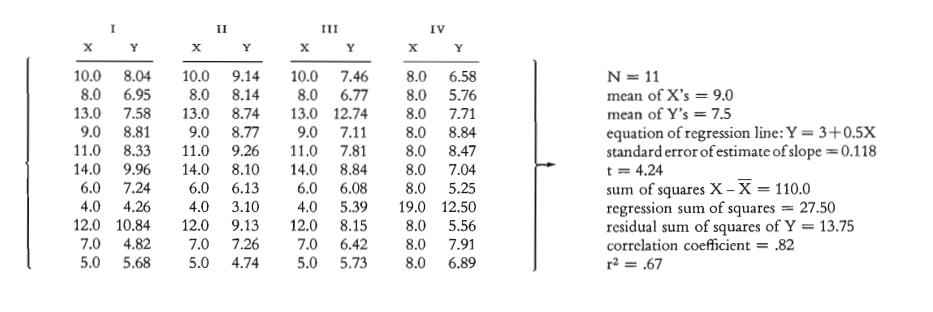 I II III IV
X Y X Y X Y X Y
10.0 8.04 10.0 9.14 10.0 7.46 8.0 6.58
8.0 6.95 8.0 8.14 8.0 6.77 8.0 5.76
13.0 7.58 13.0 8.74 13.0 12.74 8.0 7.71
9.0 8.81 9.0 8.77 9.0 7.11 8.0 8.84
11.0 8.33 11.0 9.26 11.0 7.81 8.0 8.47
14.0 9.96 14.0 8.10 14.0 8.84 8.0 7.04
6.0 7.24 6.0 6.13 6.0 6.08 8.0 5.25
4.0 4.26 4.0 3.10 4.0 5.39 19.0 12.50
12.0 10.84 12.0 9.13 12.0 8.15 8.0 5.56
7.0 4.82 7.0 7.26 7.0 6.42 8.0 7.91
5.0 5.68 5.0 4.74 5.0 5.73 8.0 6.89
N = 11
mean of X's = 9.0
mean of Y's = 7.5
equation of regression line: Y = 3+0.5X
standard error of estimate of slope = 0.118
t = 4.24
sum of squares X – X̅ = 110.0
regression sum of squares = 27.50
residual sum of squares of Y = 13.75
correlation coefficient = .82
r² = .67